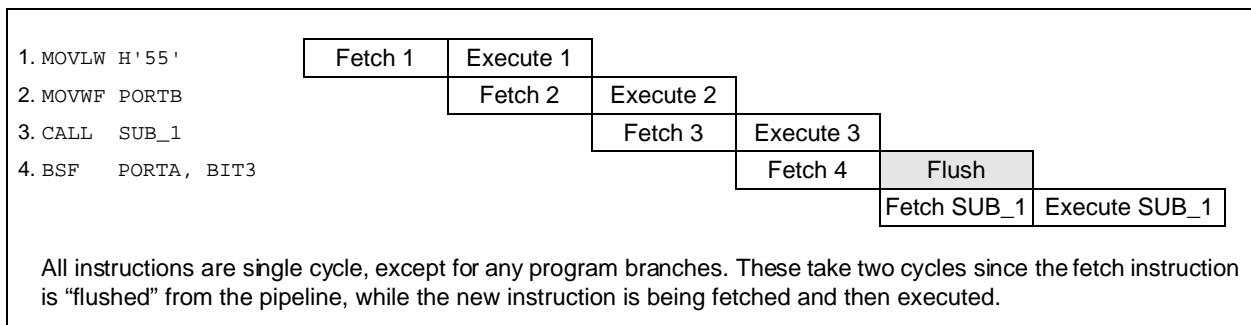 1. MOVLW H'55' Fetch 1 Execute 1
2. MOVWF PORTB Fetch 2 Execute 2
3. CALL SUB_1 Fetch 3 Execute 3
4. BSF PORTA, BIT3 Fetch 4 Flush
Fetch SUB_1 Execute SUB_1
All instructions are single cycle, except for any program branches. These take two cycles since the fetch instruction
is “flushed” from the pipeline, while the new instruction is being fetched and then executed.